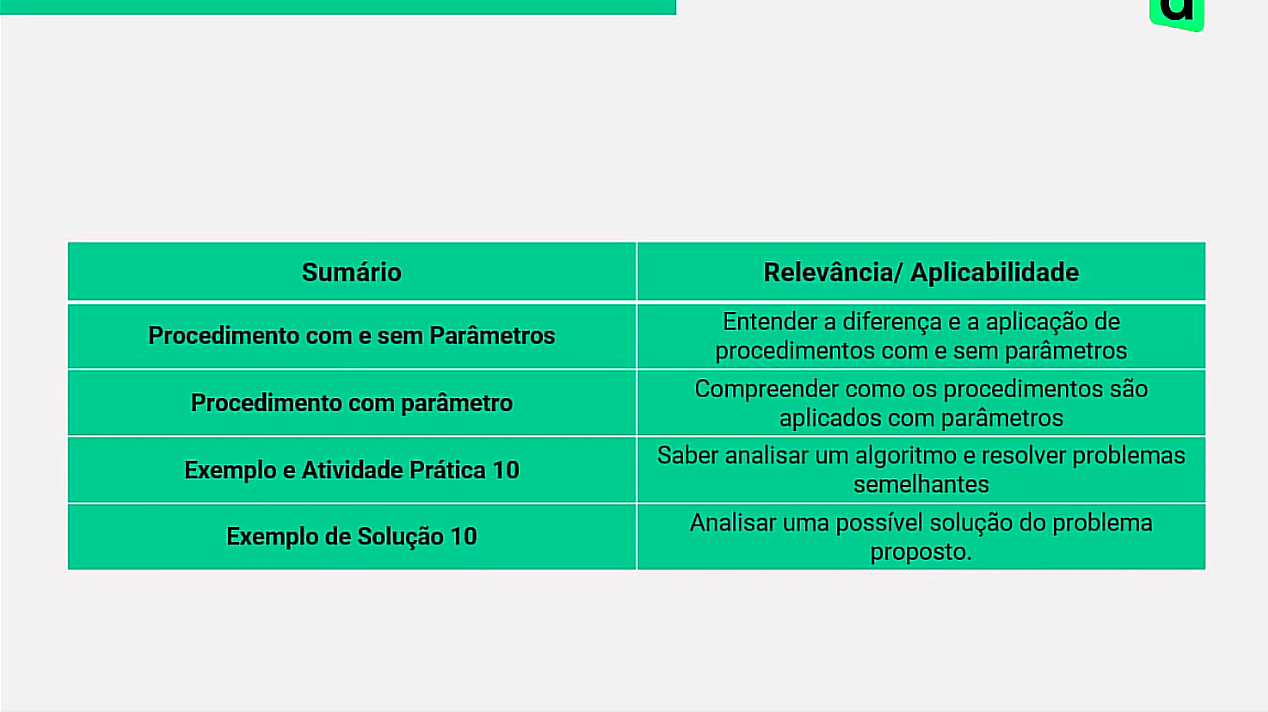 d
Sumário
Relevância/ Aplicabilidade
Procedimento com e sem Parâmetros
Entender a diferença e a aplicação de
procedimentos com e sem parâmetros
Procedimento com parâmetro
Compreender como os procedimentos são
aplicados com parâmetros
Exemplo e Atividade Prática 10
Saber analisar um algoritmo e resolver problemas
semelhantes
Exemplo de Solução 10
Analisar uma possível solução do problema
proposto.